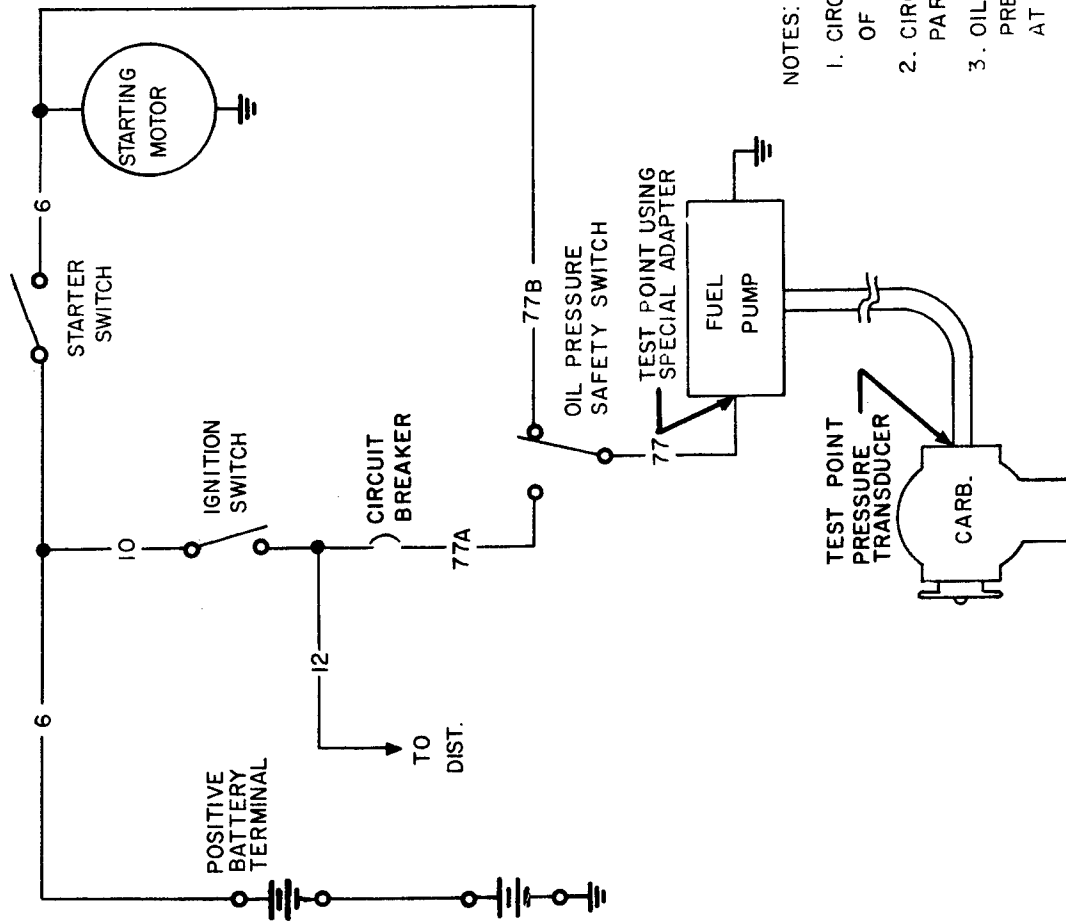 6
STARTER
SWITCH
6
STARTING
MOTOR
10
IGNITION
SWITCH
12
TO
DIST.
CIRCUIT
BREAKER
77A
POSITIVE
BATTERY
TERMINAL
77B
OIL PRESSURE
SAFETY SWITCH
77
TEST POINT USING
SPECIAL ADAPTER
FUEL
PUMP
TEST POINT
PRESSURE
TRANSDUCER
CARB.
NOTES:
1. CIRC
OF
2. CIRC
PAR
3. OIL
PRE
AT